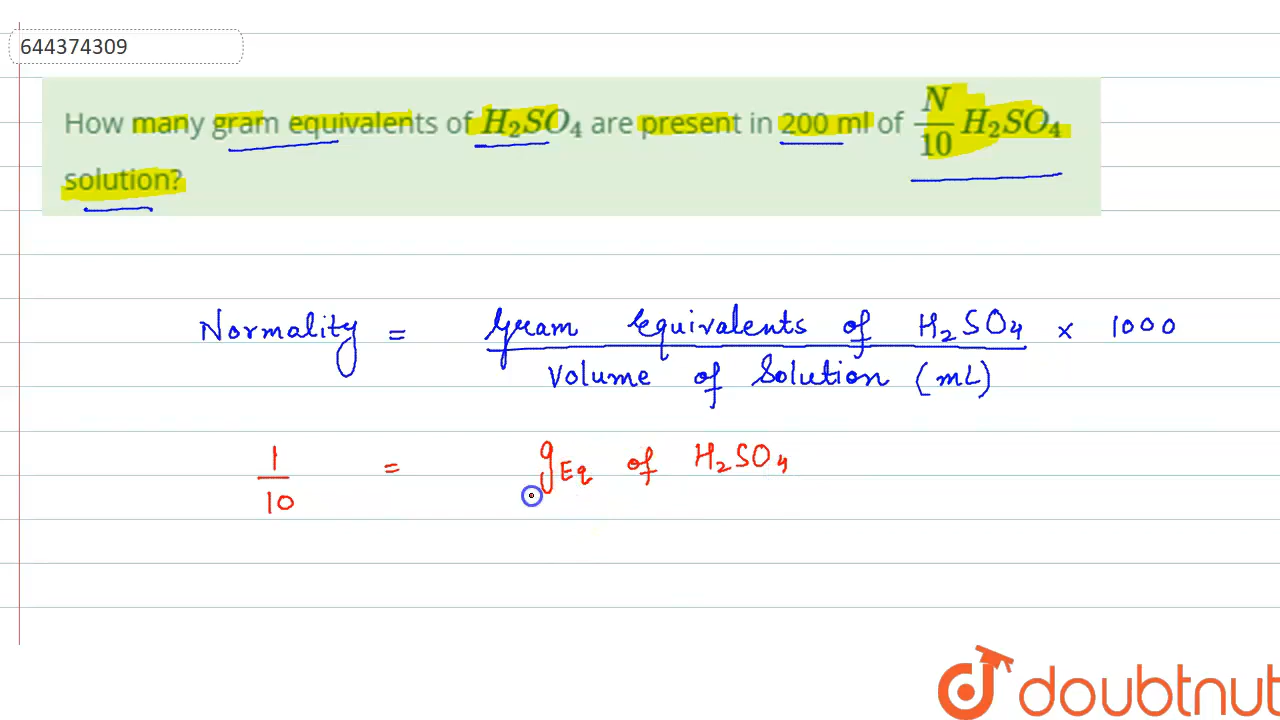 644374309
How many gram equivalents of H₂SO₄ are present in 200 ml of N/10 H₂SO₄
solution?
Normality = Gram Equivalents of H₂SO₄ / Volume of Solution (mL) × 1000
1/10 = gEq of H₂SO₄
doubtnut